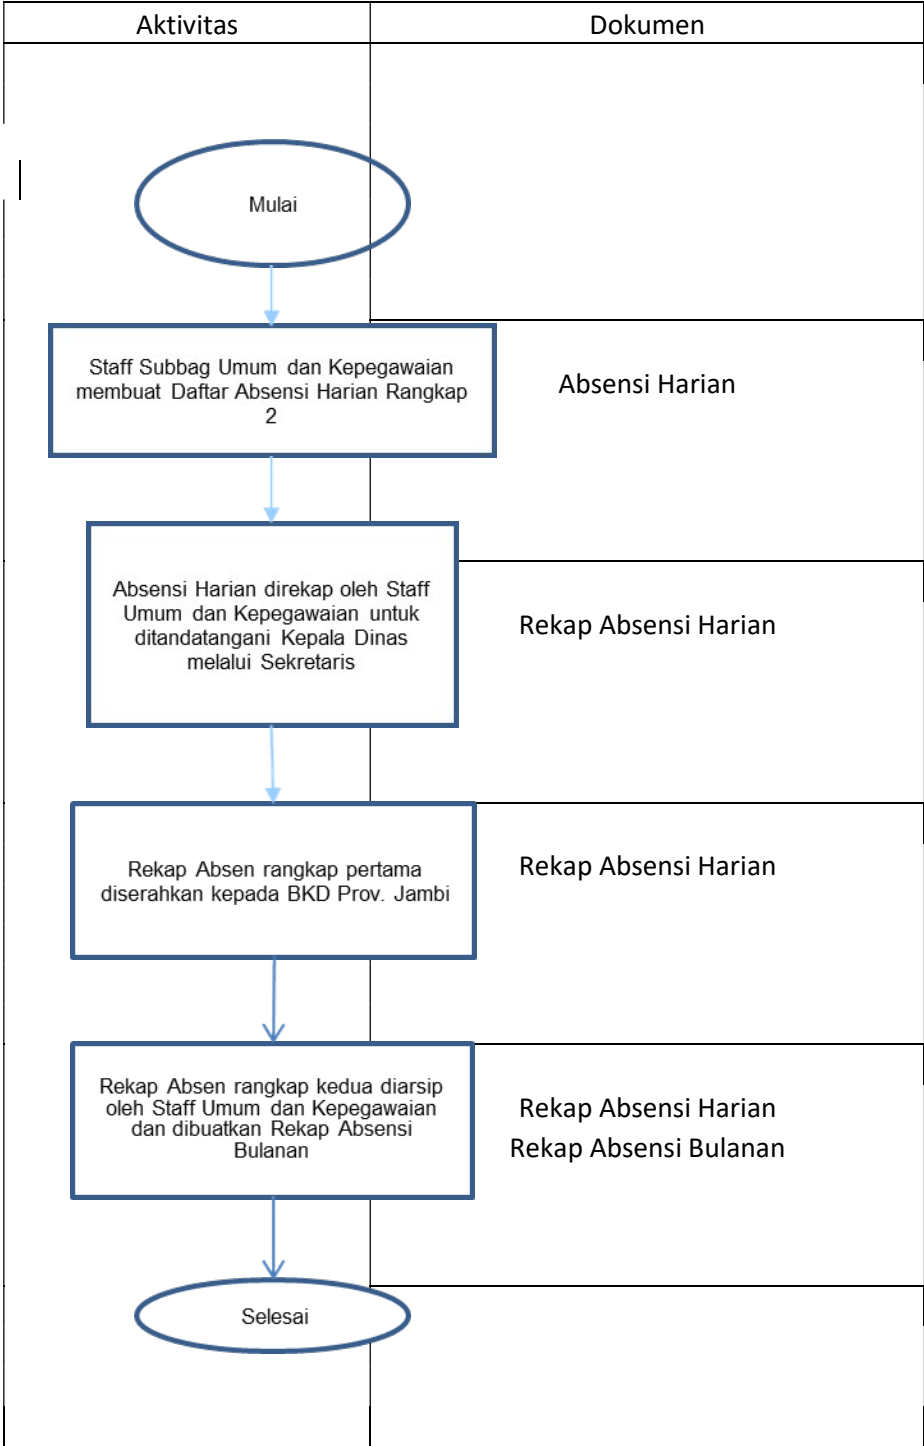 Aktivitas
Dokumen
Mulai
Staff Subbag Umum dan Kepegawaian
membuat Daftar Absensi Harian Rangkap
2
Absensi Harian
Absensi Harian direkap oleh Staff
Umum dan Kepegawaian untuk
ditandatangani Kepala Dinas
melalui Sekretaris
Rekap Absensi Harian
Rekap Absen rangkap pertama
diserahkan kepada BKD Prov. Jambi
Rekap Absensi Harian
Rekap Absen rangkap kedua diarsip
oleh Staff Umum dan Kepegawaian
dan dibuatkan Rekap Absensi
Bulanan
Rekap Absensi Harian
Rekap Absensi Bulanan
Selesai